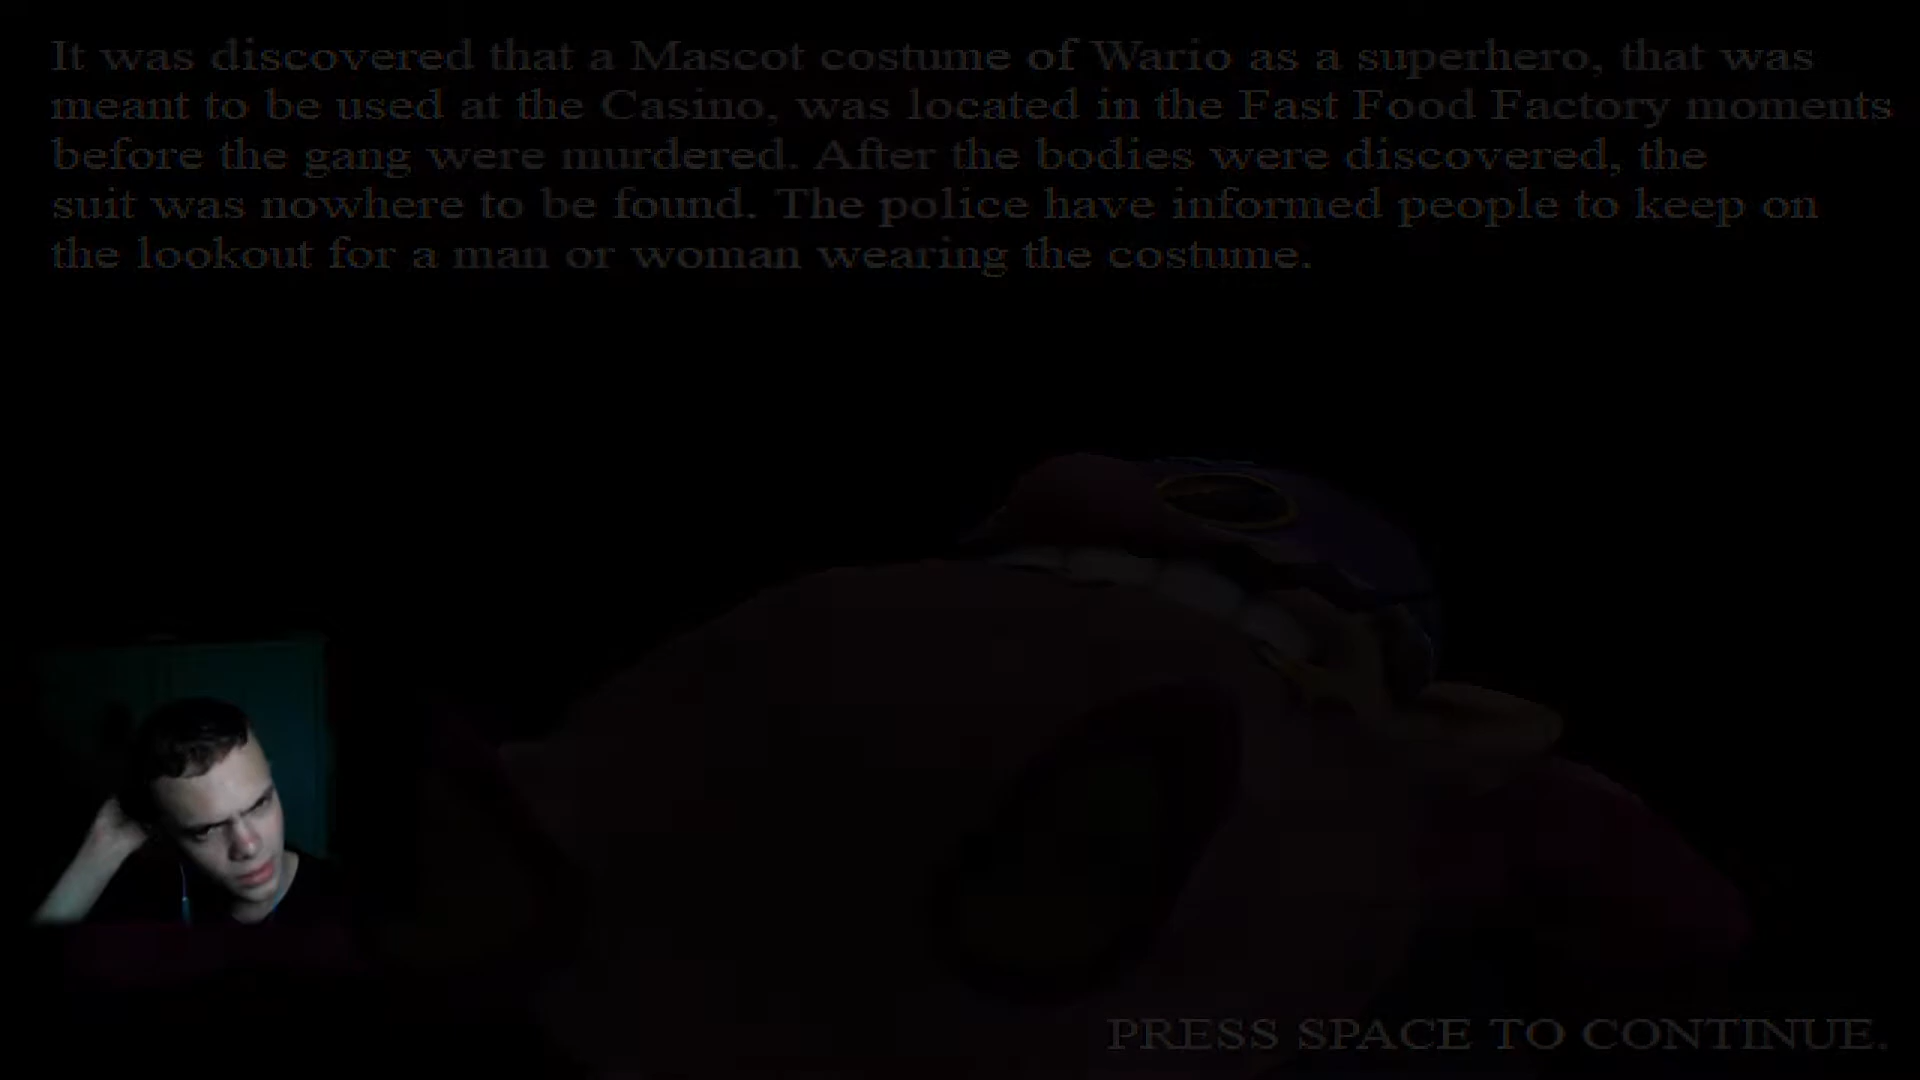 It was discovered that a Mascot costume of Wario as a superhero, that was
meant to be used at the Casino, was located in the Fast Food Factory moments
before the gang were murdered. After the bodies were discovered, the
suit was nowhere to be found. The police have informed people to keep on
the lookout for a man or woman wearing the costume.
PRESS SPACE TO CONTINUE.